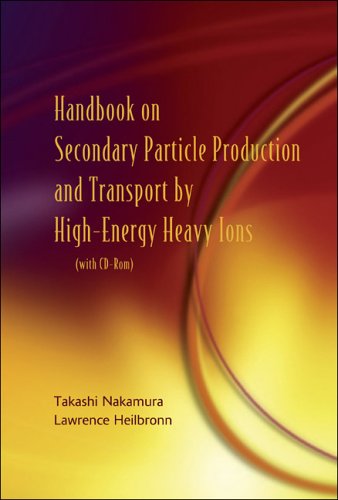 Handbook on
Secondary Particle Production
and Transport by
High-Energy Heavy Ions
(with CD-Rom)
Takashi Nakamura
Lawrence Heilbronn